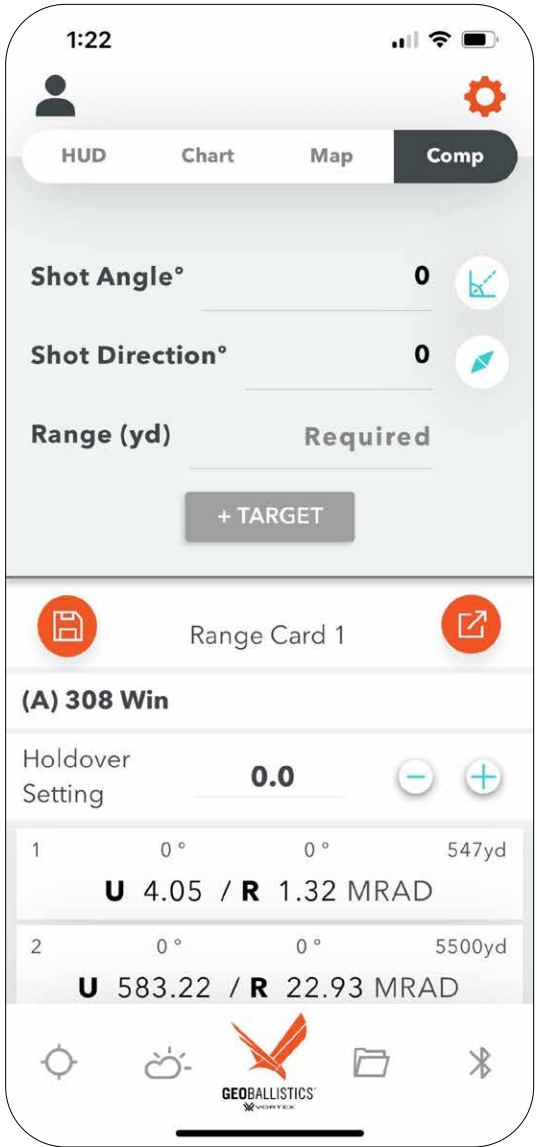 1:22
HUD Chart Map Comp
Shot Angle° 0
Shot Direction° 0
Range (yd) Required
+ TARGET
Range Card 1
(A) 308 Win
Holdover
Setting
0.0
1 0 ° 0 ° 547yd
U 4.05 / R 1.32 MRAD
2 0 ° 0 ° 5500yd
U 583.22 / R 22.93 MRAD
GEOBALLISTICS
VORTEX